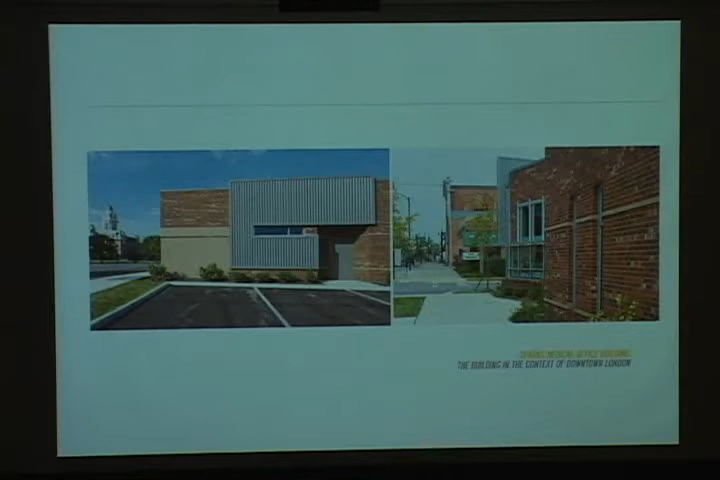 MEDICAL OFFICE BUILDING
THE BUILDING IN THE CONTEXT OF DOWNTOWN LONDON